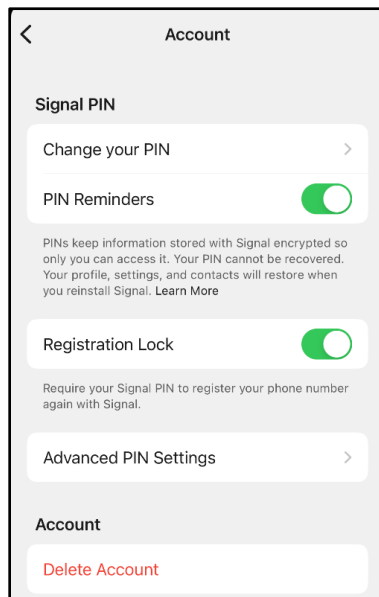 Account
Signal PIN
Change your PIN
PIN Reminders
PINs keep information stored with Signal encrypted so
only you can access it. Your PIN cannot be recovered.
Your profile, settings, and contacts will restore when
you reinstall Signal. Learn More
Registration Lock
Require your Signal PIN to register your phone number
again with Signal.
Advanced PIN Settings
Account
Delete Account